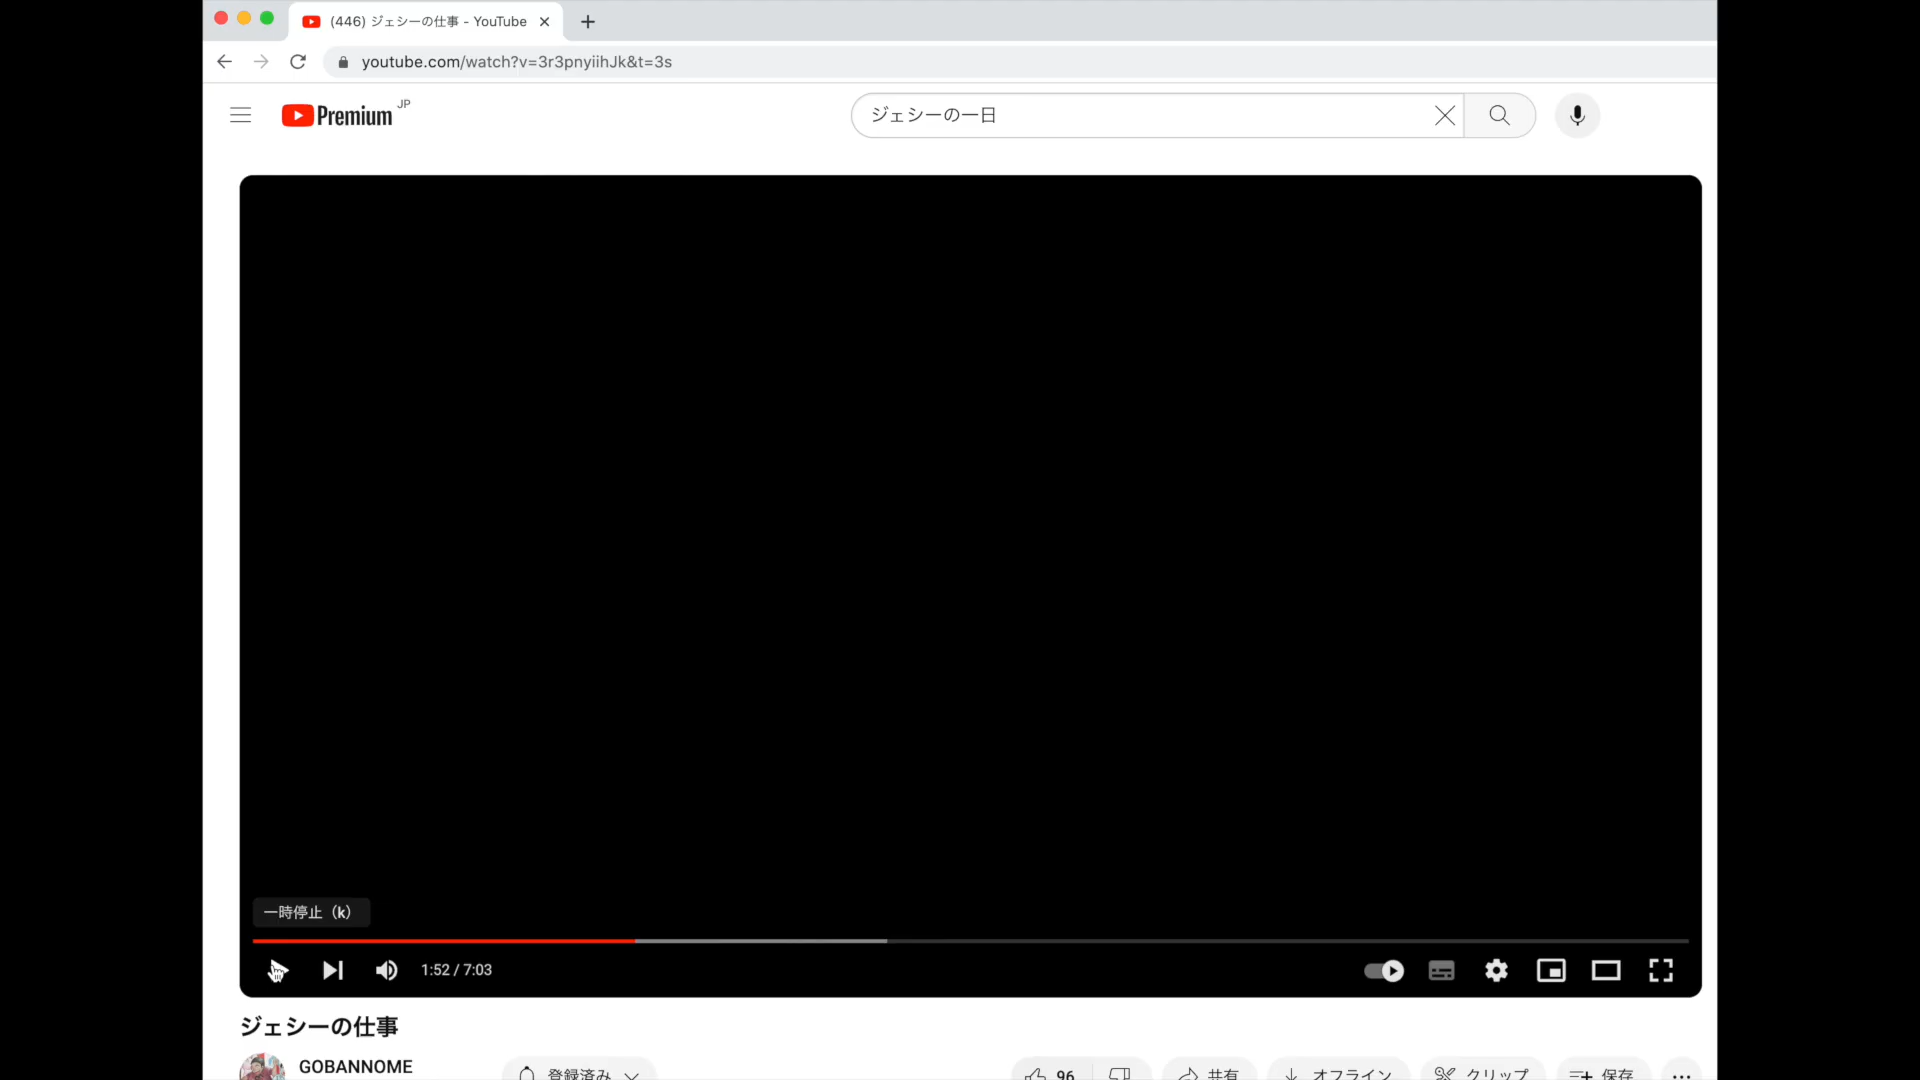 (446) ジェシーの仕事 - YouTube
youtube.com/watch?v=3r3pnyiihJk&t=3s
Premium JP
ジェシーの一日
一時停止（k）
1:52 / 7:03
ジェシーの仕事
GOBANNOME
登録済み
96
共有
オフライン
クリップ
保存